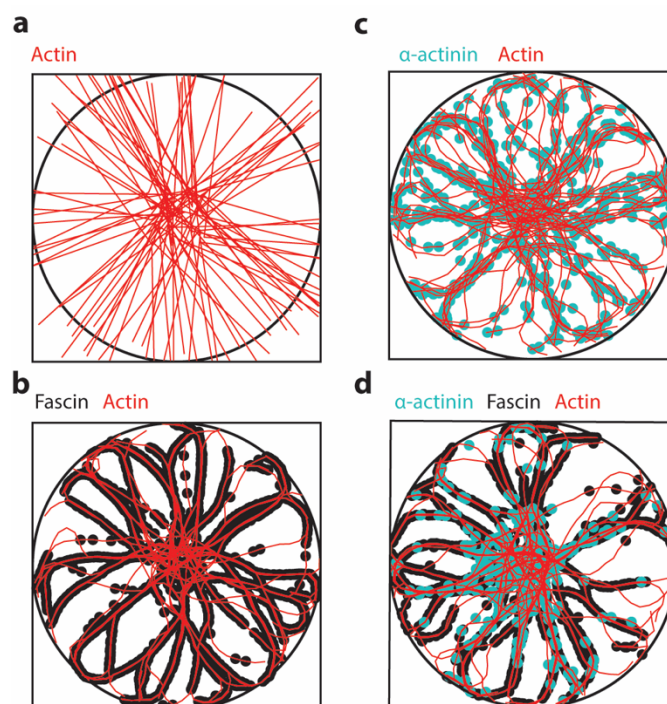 a
Actin
b
Fascin Actin
c
α-actinin Actin
d
α-actinin Fascin Actin